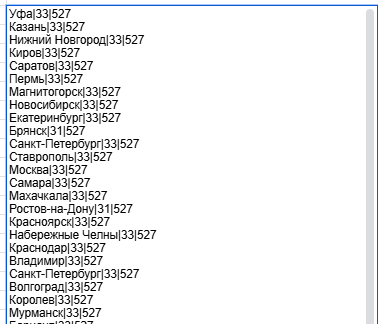 Уфа|33|527
Казань|33|527
Нижний Новгород|33|527
Киров|33|527
Саратов|33|527
Пермь|33|527
Магнитогорск|33|527
Новосибирск|33|527
Екатеринбург|33|527
Брянск|31|527
Санкт-Петербург|33|527
Ставрополь|33|527
Москва|33|527
Самара|33|527
Махачкала|33|527
Ростов-на-Дону|31|527
Красноярск|33|527
Набережные Челны|33|527
Краснодар|33|527
Владимир|33|527
Санкт-Петербург|33|527
Волгоград|33|527
Королев|33|527
Мурманск|33|527